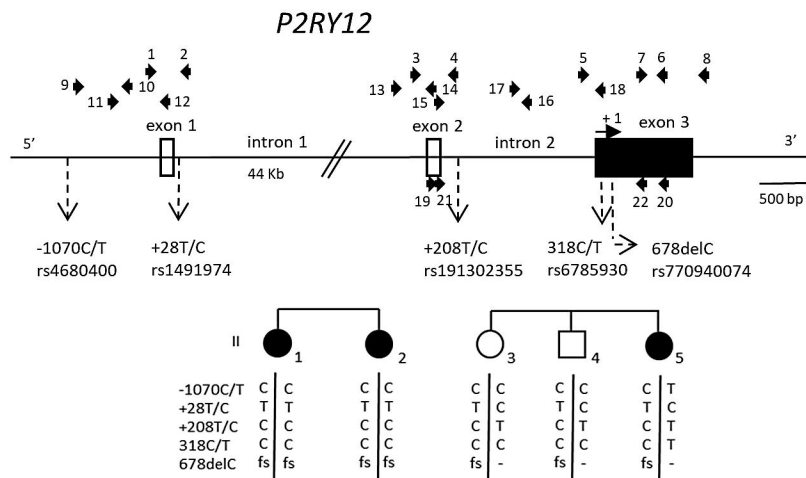 P2RY12
1 2 3 4 5 7 6 8
9 10 13 14 17 18
11 12 15 16
+ 1
exon 1 exon 2 exon 3
5' intron 1 intron 2 3'
44 Kb
19 21 22 20 500 bp
-1070C/T +28T/C +208T/C 318C/T 678delC
rs4680400 rs1491974 rs191302355 rs6785930 rs770940074
II 1 2 3 4 5
-1070C/T C C C C C C C C C T
+28T/C T T T T T C T C T C
+208T/C C C C C C T C T C T
318C/T C C C C C C C C C T
678delC fs fs fs fs fs - fs - fs -